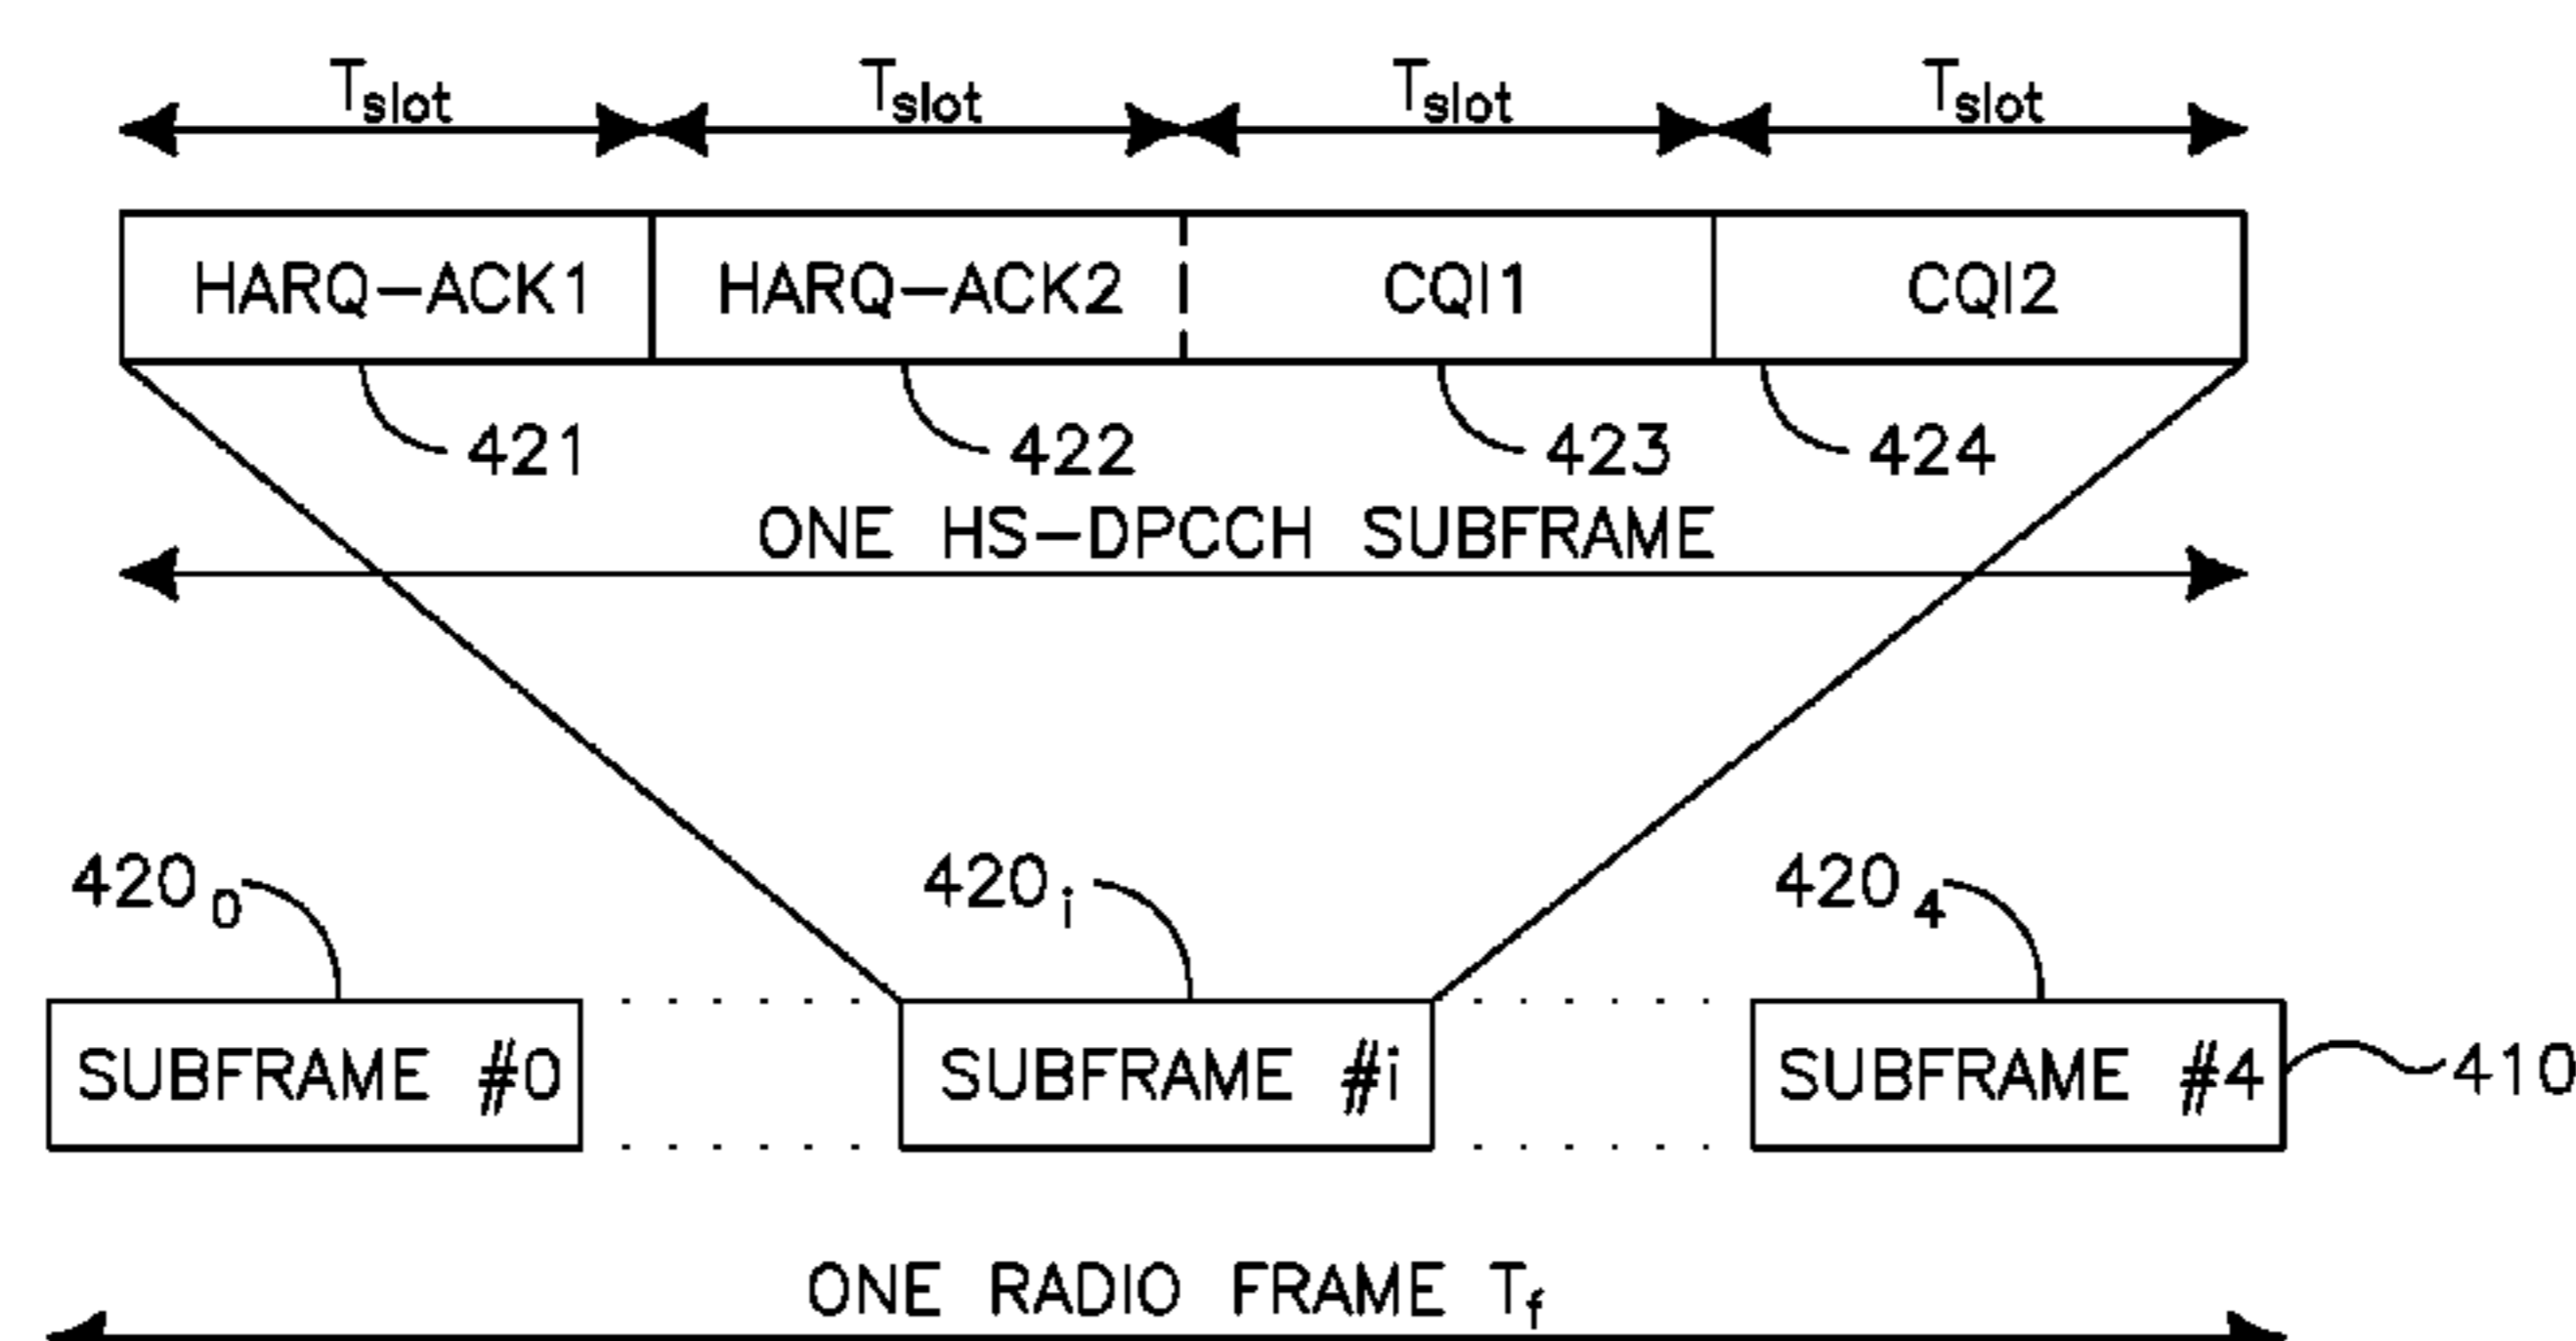 Tslot Tslot Tslot Tslot
HARQ-ACK1 HARQ-ACK2 CQI1 CQI2
421 422 423 424
ONE HS-DPCCH SUBFRAME
420₀ 420ᵢ 420₄
SUBFRAME #0 SUBFRAME #i SUBFRAME #4 410
ONE RADIO FRAME Tf